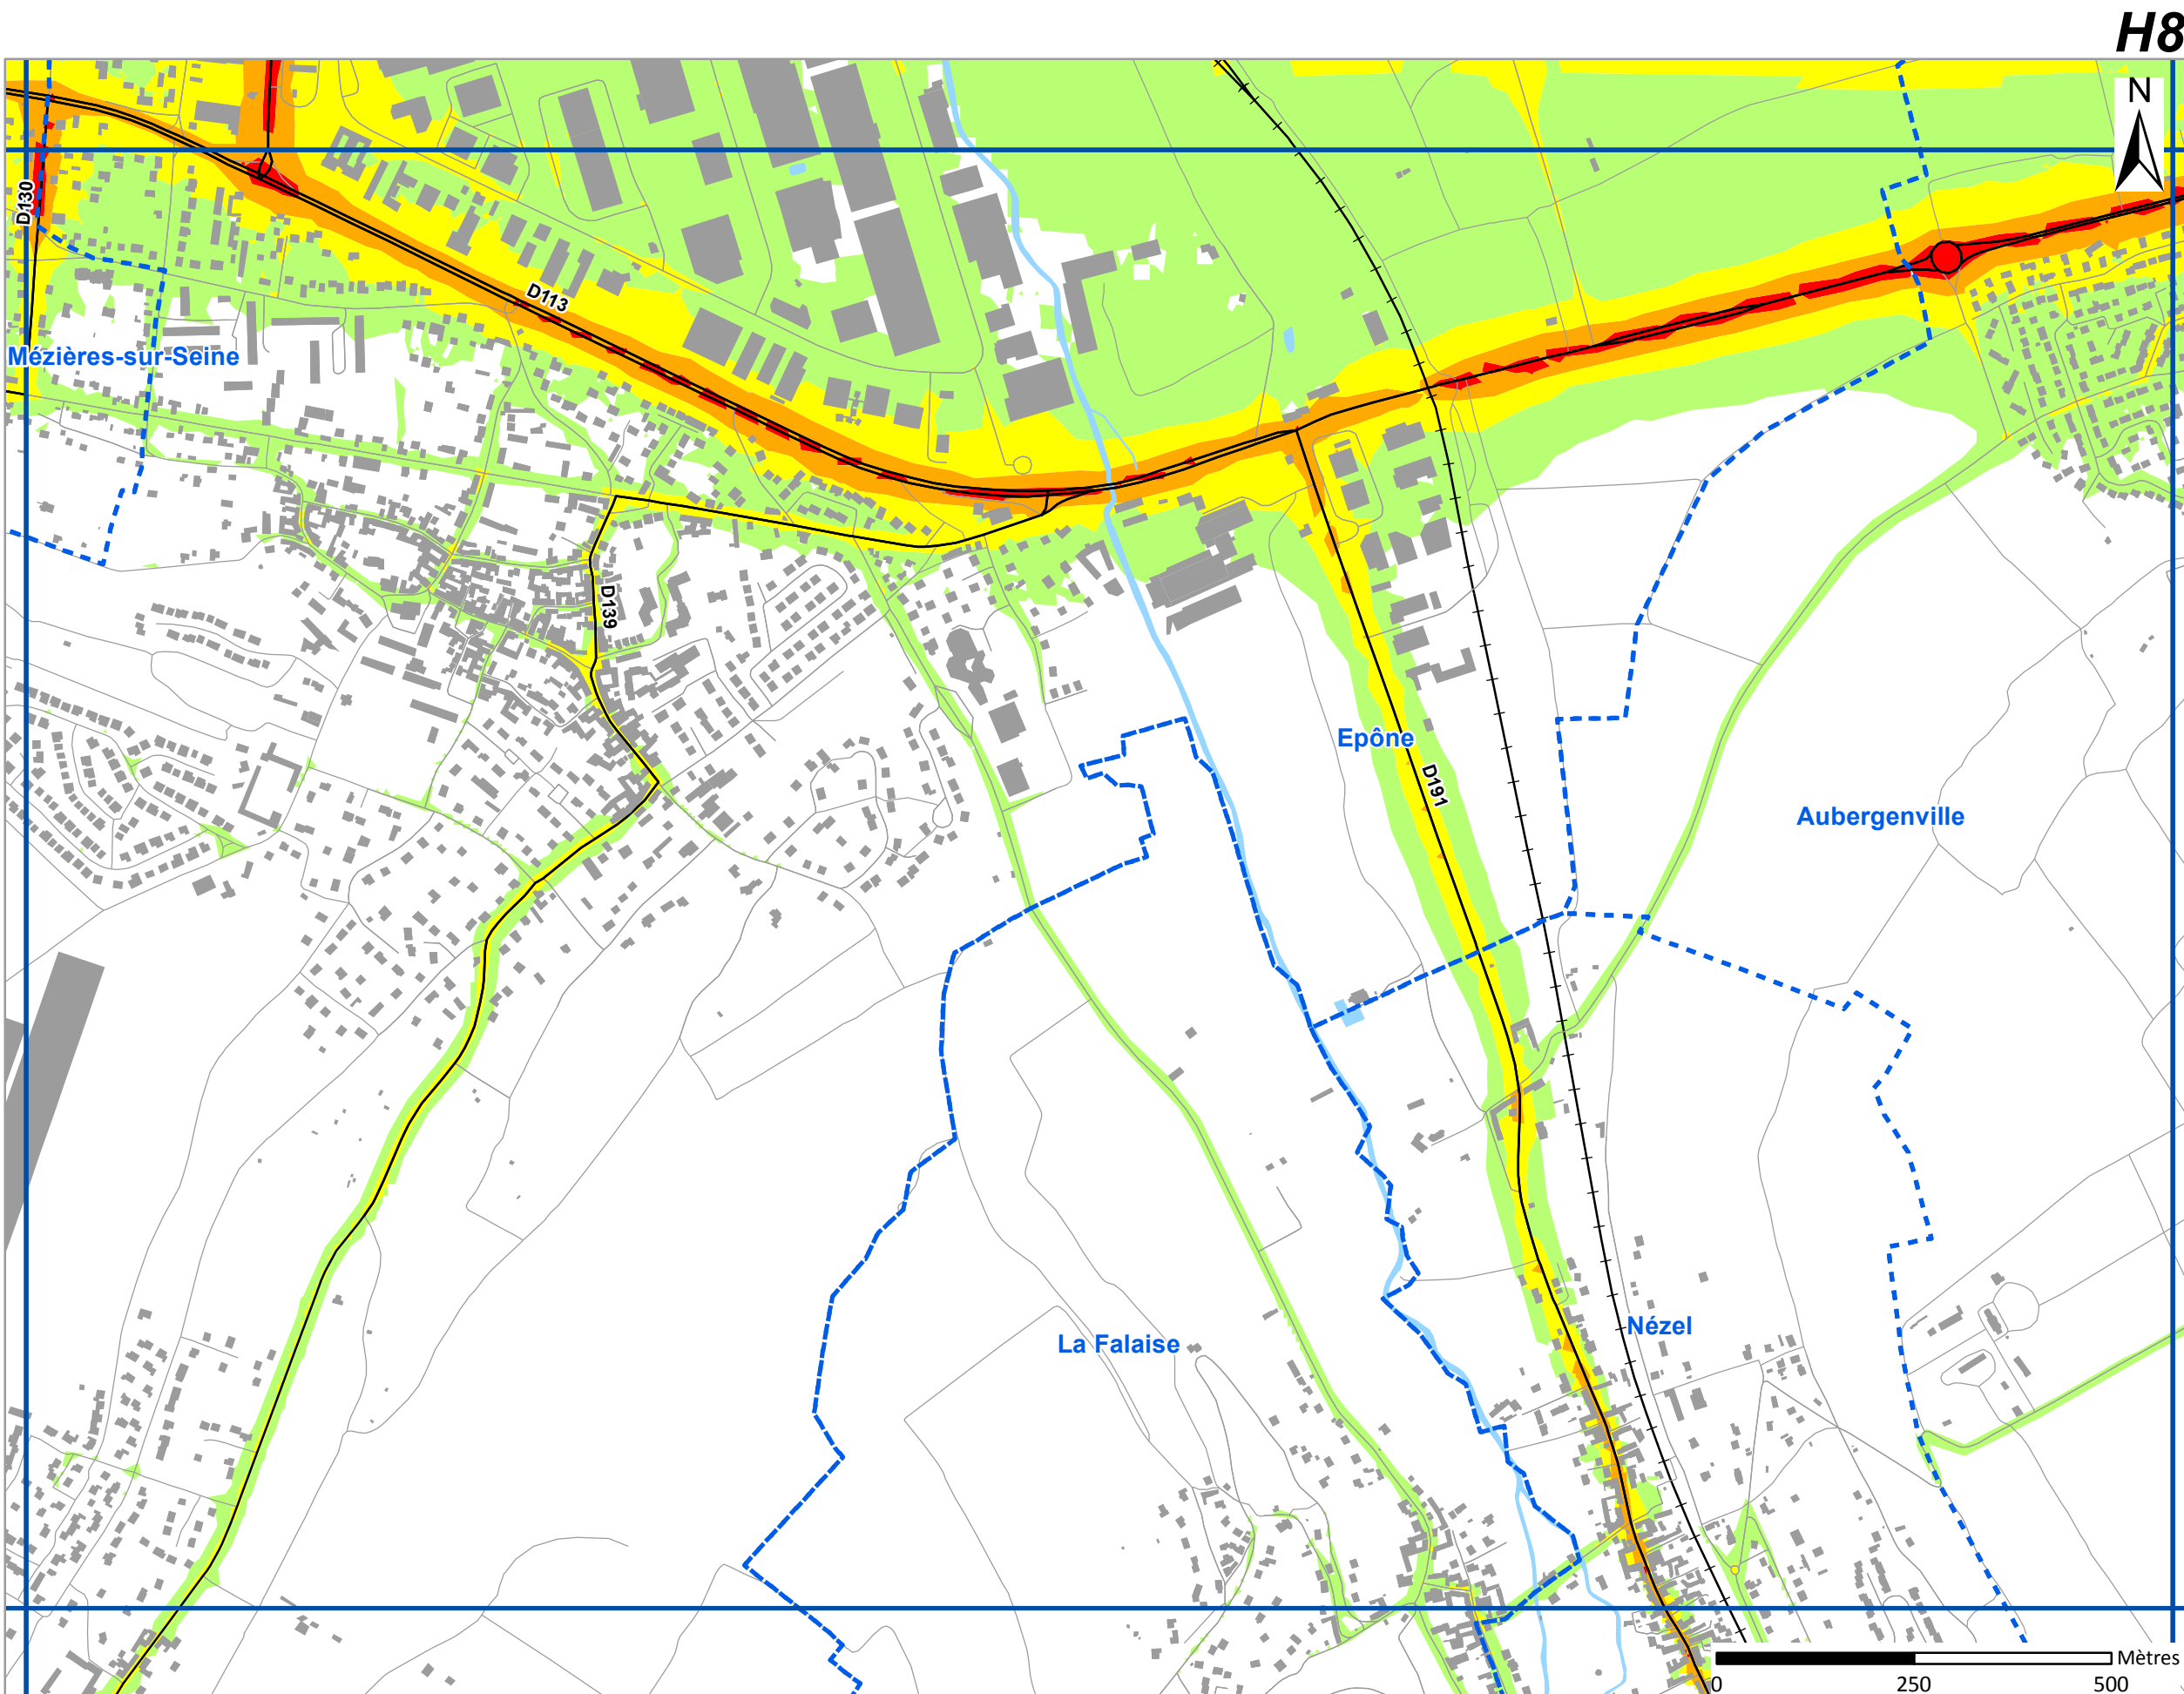 H8
N
D130
D113
Mézières-sur-Seine
D139
Epône
D191
Aubergenville
La Falaise
Nézel
Mètres
0 250 500